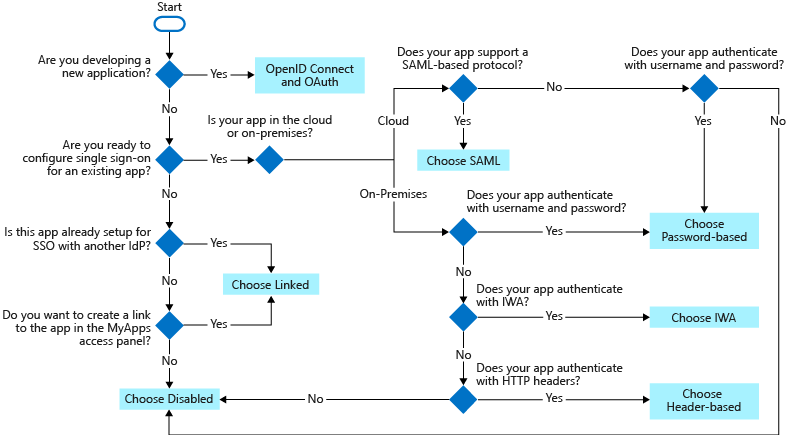 Start
Are you developing a
new application?
Yes
OpenID Connect
and OAuth
No
Are you ready to
configure single sign-on
for an existing app?
Yes
Is your app in the cloud
or on-premises?
Cloud
Does your app support a
SAML-based protocol?
No
Yes
Choose SAML
Does your app authenticate
with username and password?
Yes
No
On-Premises
Does your app authenticate
with username and password?
Yes
Choose
Password-based
No
Does your app authenticate
with IWA?
Yes
Choose IWA
No
Does your app authenticate
with HTTP headers?
Yes
Choose
Header-based
No
No
Is this app already setup for
SSO with another IdP?
Yes
Choose Linked
No
Do you want to create a link
to the app in the MyApps
access panel?
Yes
No
Choose Disabled